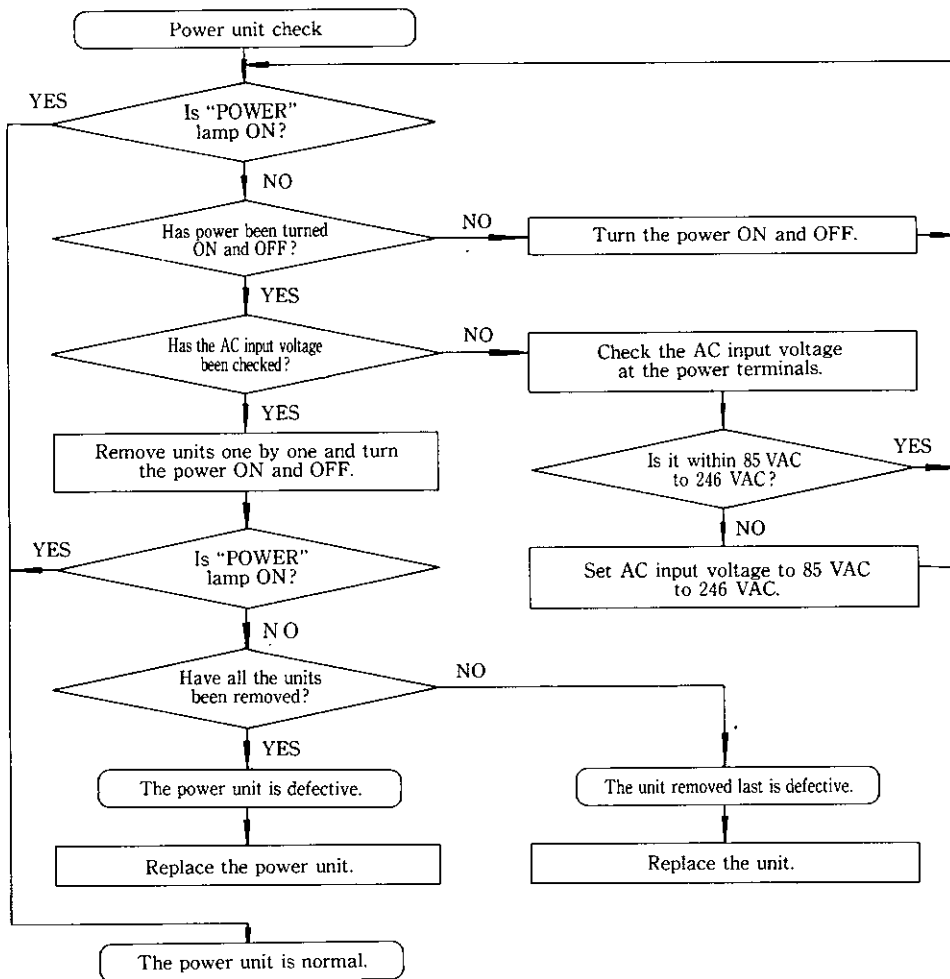 Power unit check
YES
Is “POWER”
lamp ON?
NO
Has power been turned
ON and OFF?
NO
Turn the power ON and OFF.
YES
Has the AC input voltage
been checked?
NO
Check the AC input voltage
at the power terminals.
YES
Remove units one by one and turn
the power ON and OFF.
Is it within 85 VAC
to 246 VAC?
YES
NO
YES
Is “POWER”
lamp ON?
Set AC input voltage to 85 VAC
to 246 VAC.
NO
Have all the units
been removed?
NO
YES
The power unit is defective.
The unit removed last is defective.
Replace the power unit.
Replace the unit.
The power unit is normal.